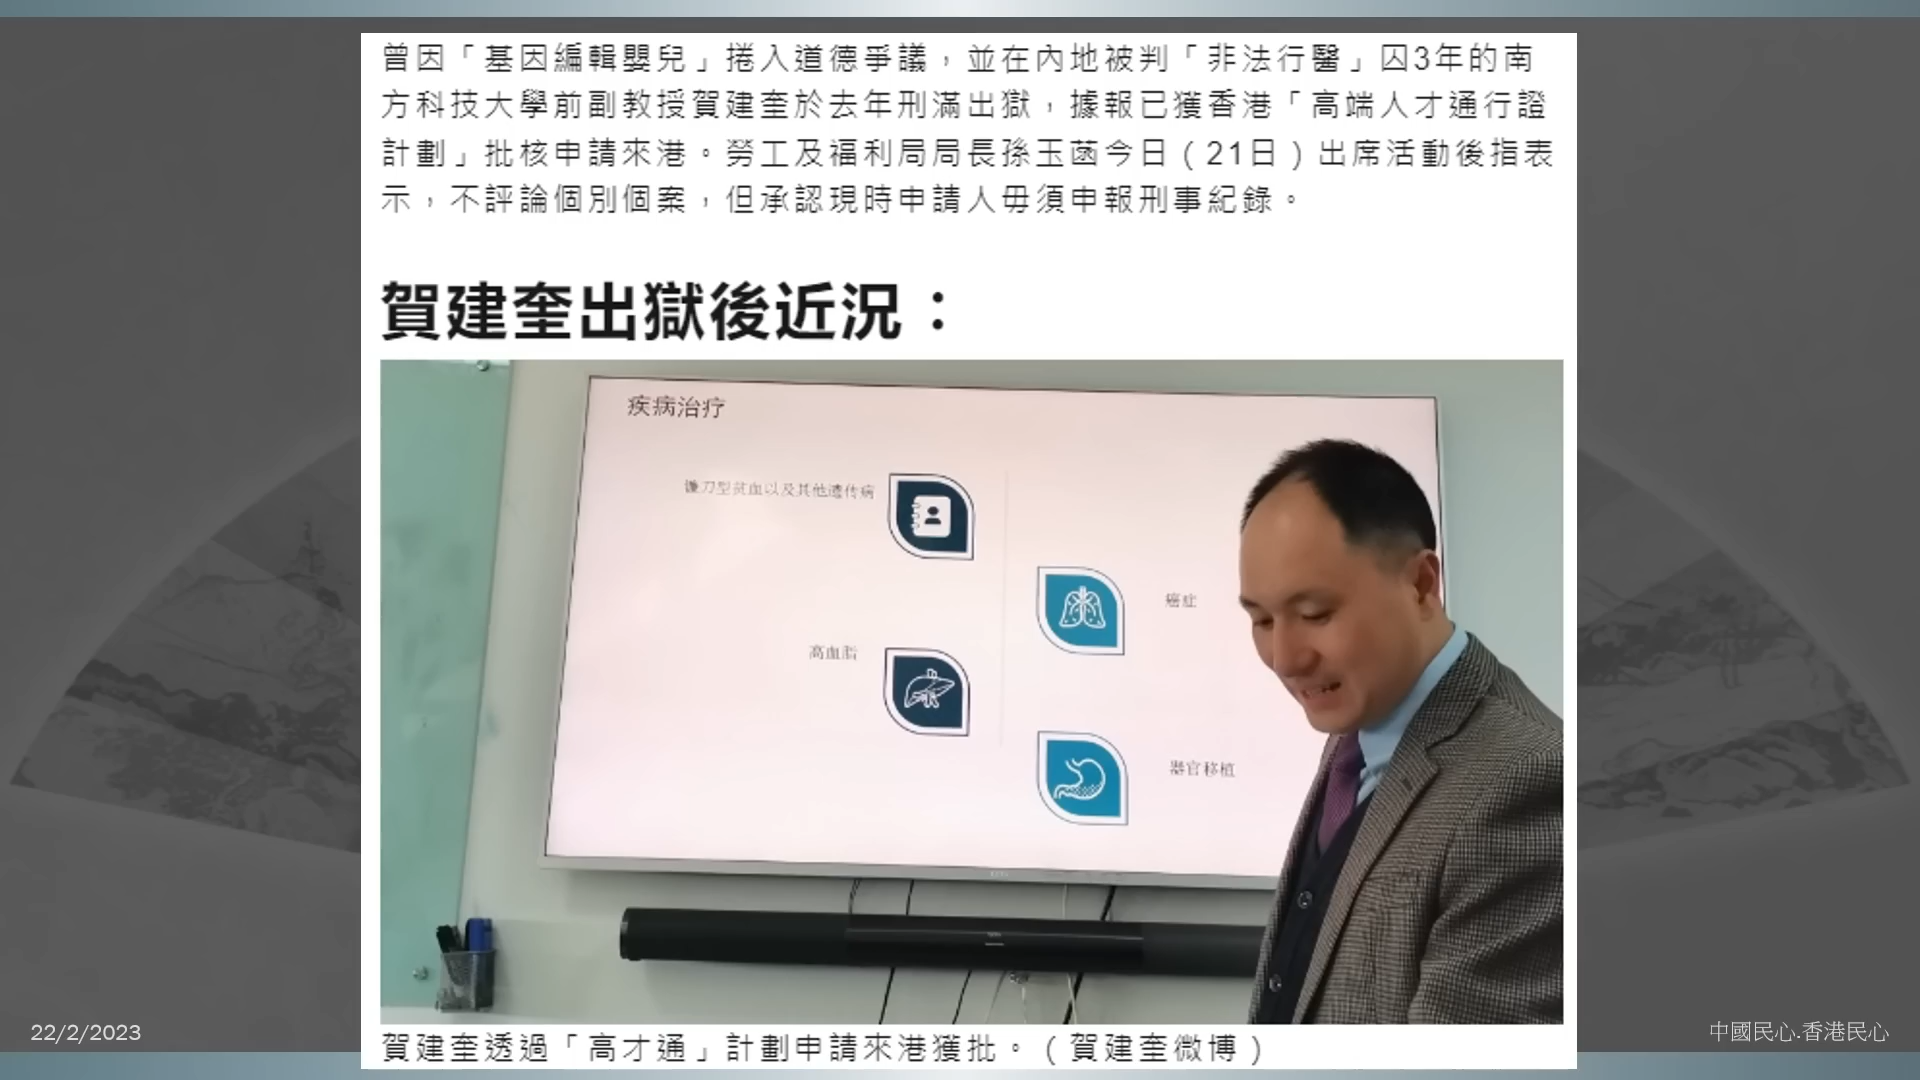 曾因「基因編輯嬰兒」捲入道德爭議，並在內地被判「非法行醫」囚3年的南
方科技大學前副教授賀建奎於去年刑滿出獄，據報已獲香港「高端人才通行證
計劃」批核申請來港。勞工及福利局局長孫玉菡今日（21日）出席活動後指表
示，不評論個別個案，但承認現時申請人毋須申報刑事紀錄。
賀建奎出獄後近況：
疾病治疗
镰刀型贫血以及其他遗传病
癌症
高血脂
器官移植
賀建奎透過「高才通」計劃申請來港獲批。（賀建奎微博）
22/2/2023
中國民心.香港民心